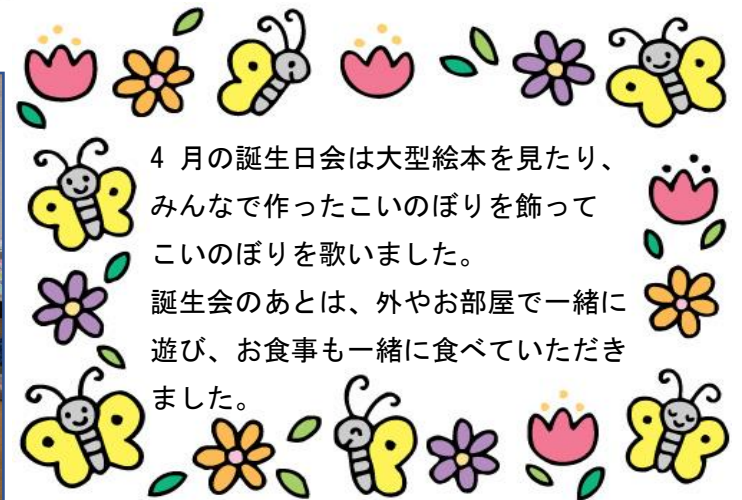 4 月の誕生日会は大型絵本を見たり、
みんなで作ったこいのぼりを飾って
こいのぼりを歌いました。
誕生会のあとは、外やお部屋で一緒に
遊び、お食事も一緒に食べていただき
ました。